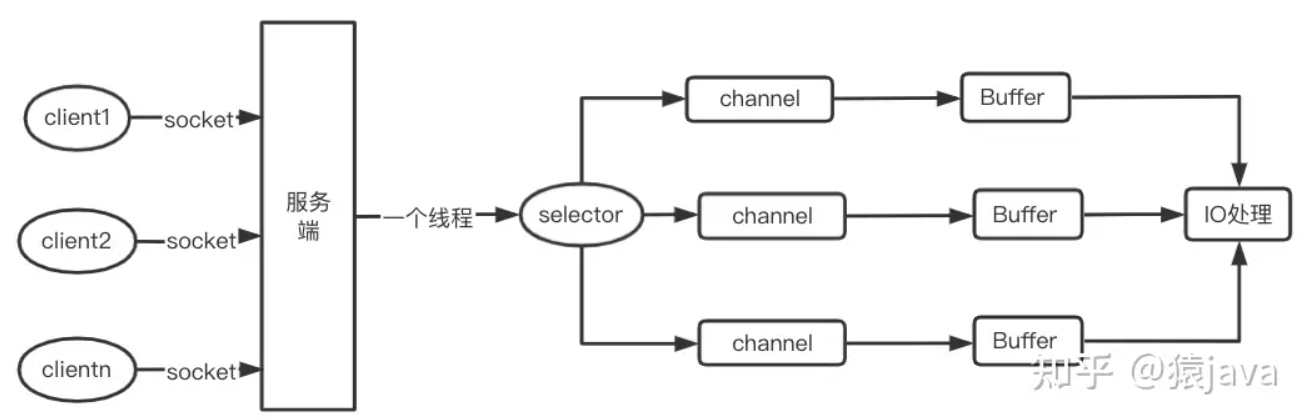 client1
socket
client2
socket
clientn
socket
服务
端
一个线程
selector
channel
Buffer
channel
Buffer
channel
Buffer
IO处理
知乎 @猿java